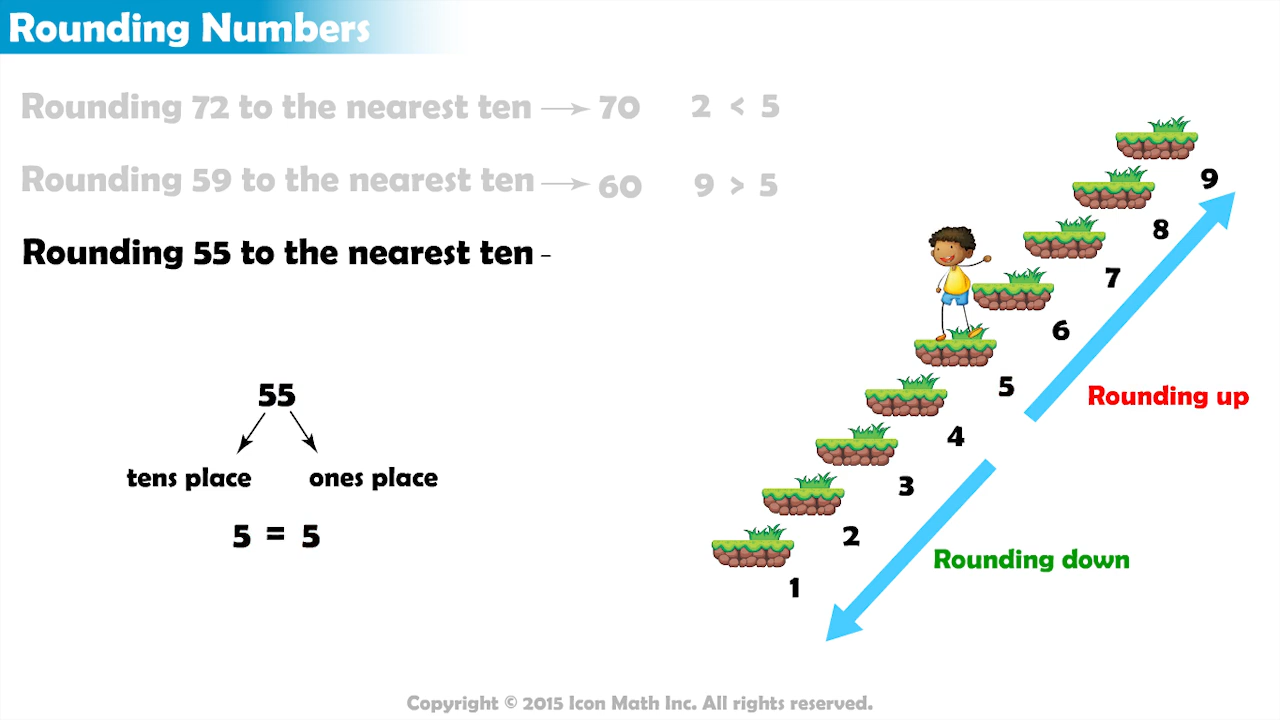 Rounding Numbers
Rounding 72 to the nearest ten → 70 2 < 5
Rounding 59 to the nearest ten → 60 9 > 5
Rounding 55 to the nearest ten -
55
tens place ones place
5 = 5
9
8
7
6
5
4
3
2
1
Rounding up
Rounding down
Copyright © 2015 Icon Math Inc. All rights reserved.